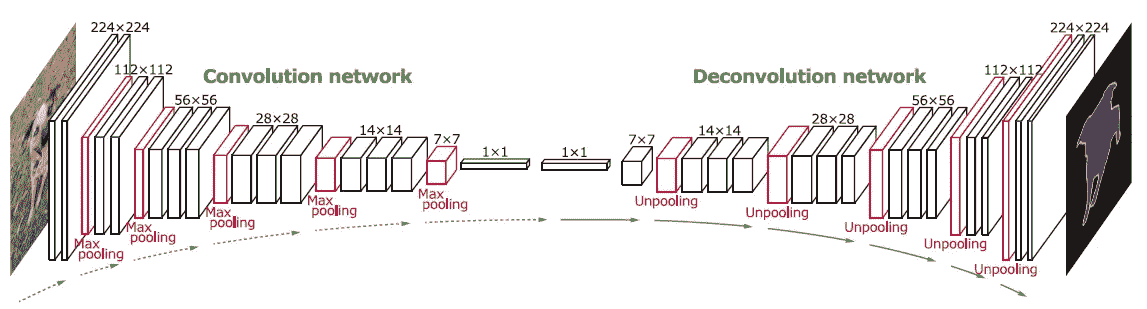 224×224
112×112
56×56
28×28
14×14
7×7
1×1
1×1
7×7
14×14
28×28
56×56
112×112
224×224
Convolution network
Deconvolution network
Max
pooling
Max
pooling
Max
pooling
Max
pooling
Max
pooling
Unpooling
Unpooling
Unpooling
Unpooling
Unpooling